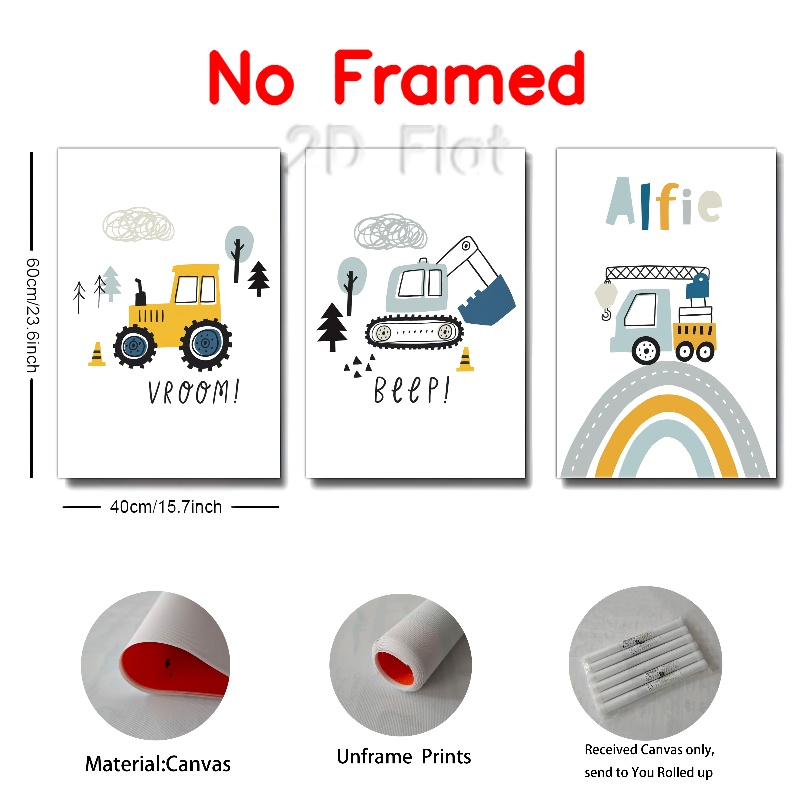 No Framed
2D Flat
60cm/23.6inch
VROOM!
BEEP!
Alfie
40cm/15.7inch
Material:Canvas
Unframe Prints
Received Canvas only,
send to You Rolled up